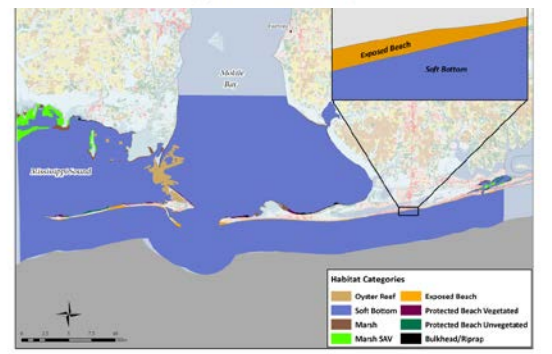 Exposed Beach
Soft Bottom
Mobile
Bay
Mississippi Sound
Habitat Categories
Oyster Reef
Soft Bottom
Marsh
Marsh SAV
Exposed Beach
Protected Beach Vegetated
Protected Beach Unvegetated
Bulkhead/Riprap